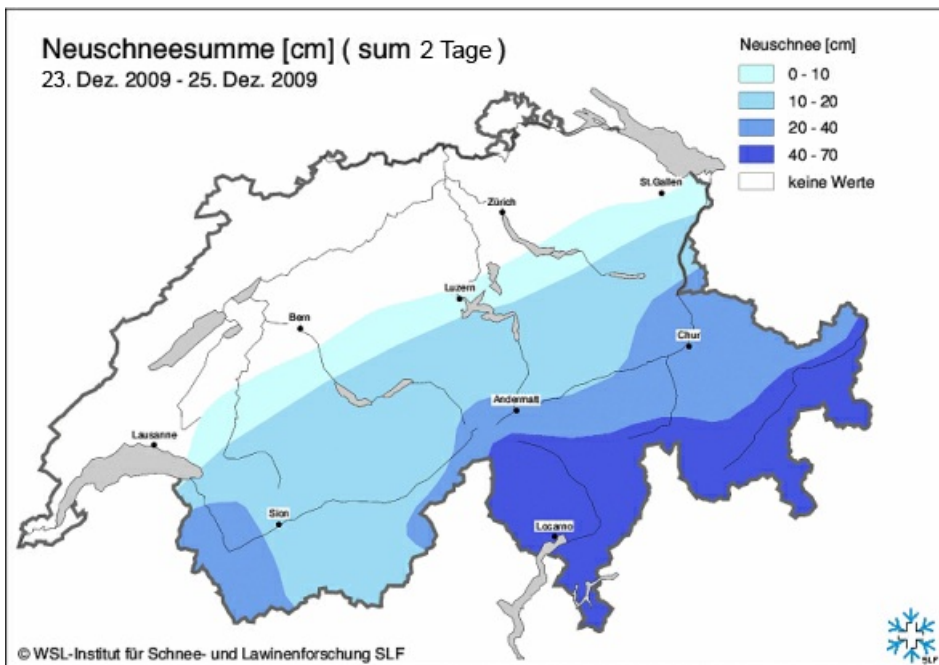 Neuschneesumme [cm] ( sum 2 Tage )
23. Dez. 2009 - 25. Dez. 2009
Neuschnee [cm]
0 - 10
10 - 20
20 - 40
40 - 70
keine Werte
St.Gallen
Zürich
Luzern
Bern
Chur
Andermatt
Lausanne
Sion
Locarno
© WSL-Institut für Schnee- und Lawinenforschung SLF
SLF